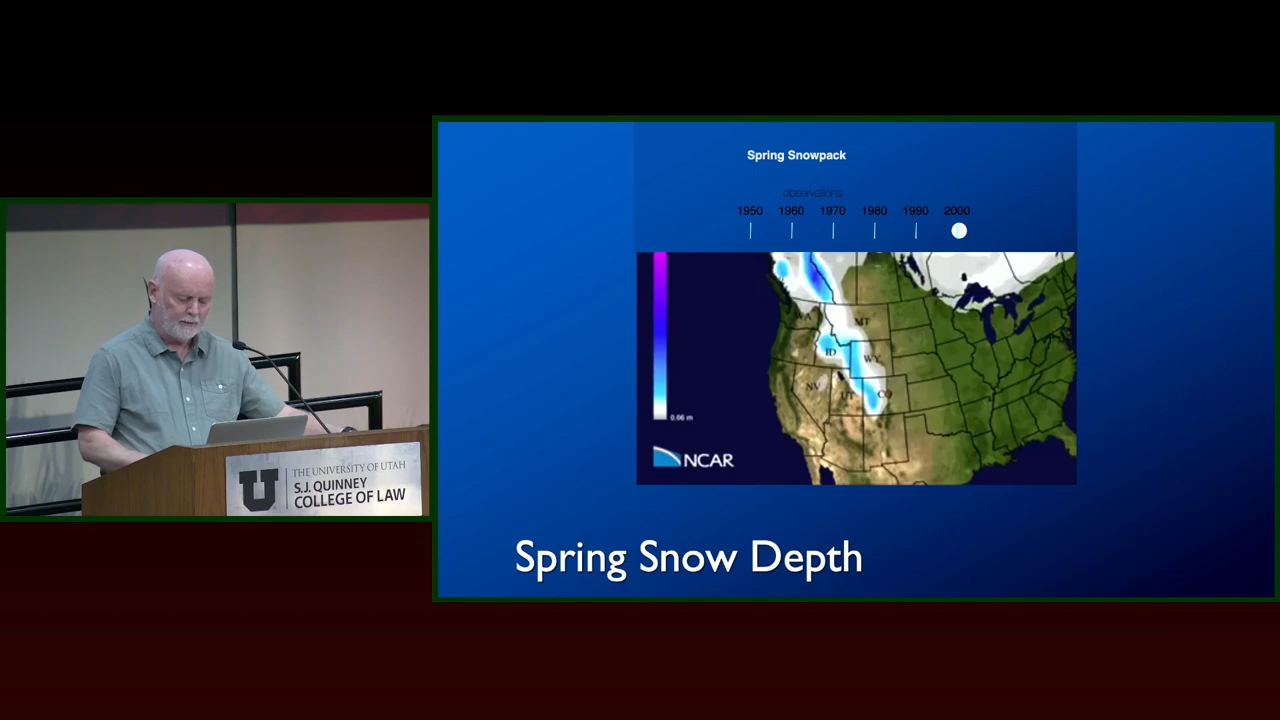 Spring Snowpack
observations
1950 1960 1970 1980 1990 2000
WA
MT
ID
WY
NV
UT
CO
0.06 m
NCAR
Spring Snow Depth
U
THE UNIVERSITY OF UTAH
S.J. QUINNEY
COLLEGE OF LAW